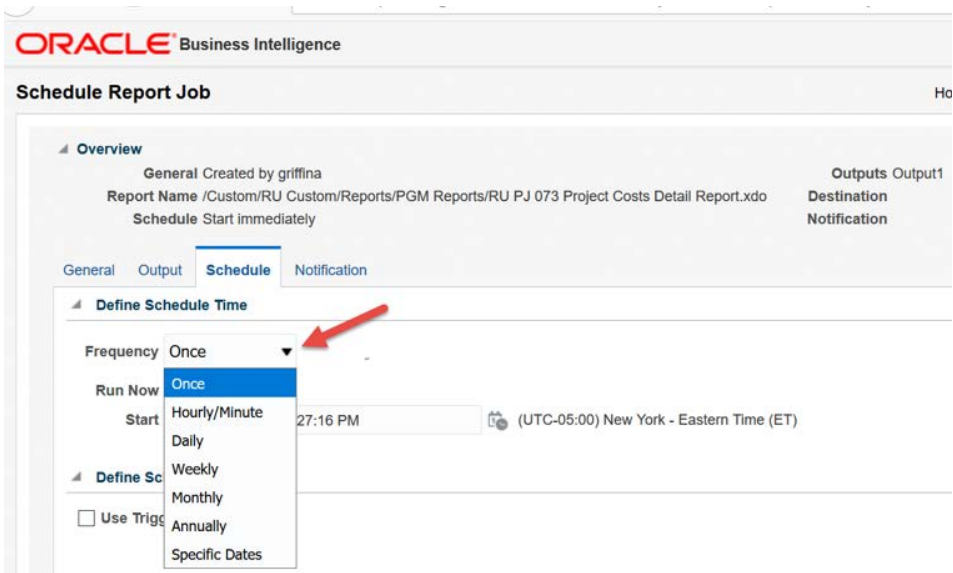 ORACLE Business Intelligence
Schedule Report Job Ho
Overview
General Created by griffina Outputs Output1
Report Name /Custom/RU Custom/Reports/PGM Reports/RU PJ 073 Project Costs Detail Report.xdo Destination
Schedule Start immediately Notification
General Output Schedule Notification
Define Schedule Time
Frequency Once
Run Now Once
Start Hourly/Minute 27:16 PM (UTC-05:00) New York - Eastern Time (ET)
Daily
Define Sc Weekly
Monthly
Use Trigg Annually
Specific Dates